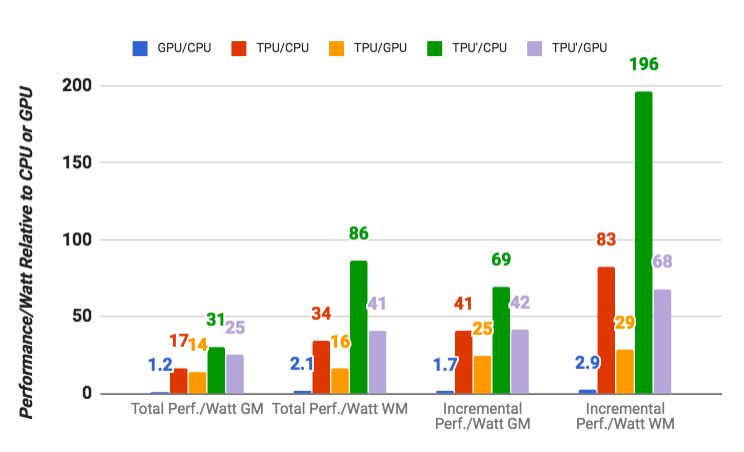 GPU/CPU TPU/CPU TPU/GPU TPU'/CPU TPU'/GPU
Performance/Watt Relative to CPU or GPU
200
150
100
50
0
1.2 17 14 31 25
2.1 34 16 86 41
1.7 41 25 69 42
2.9 83 29 196 68
Total Perf./Watt GM
Total Perf./Watt WM
Incremental
Perf./Watt GM
Incremental
Perf./Watt WM